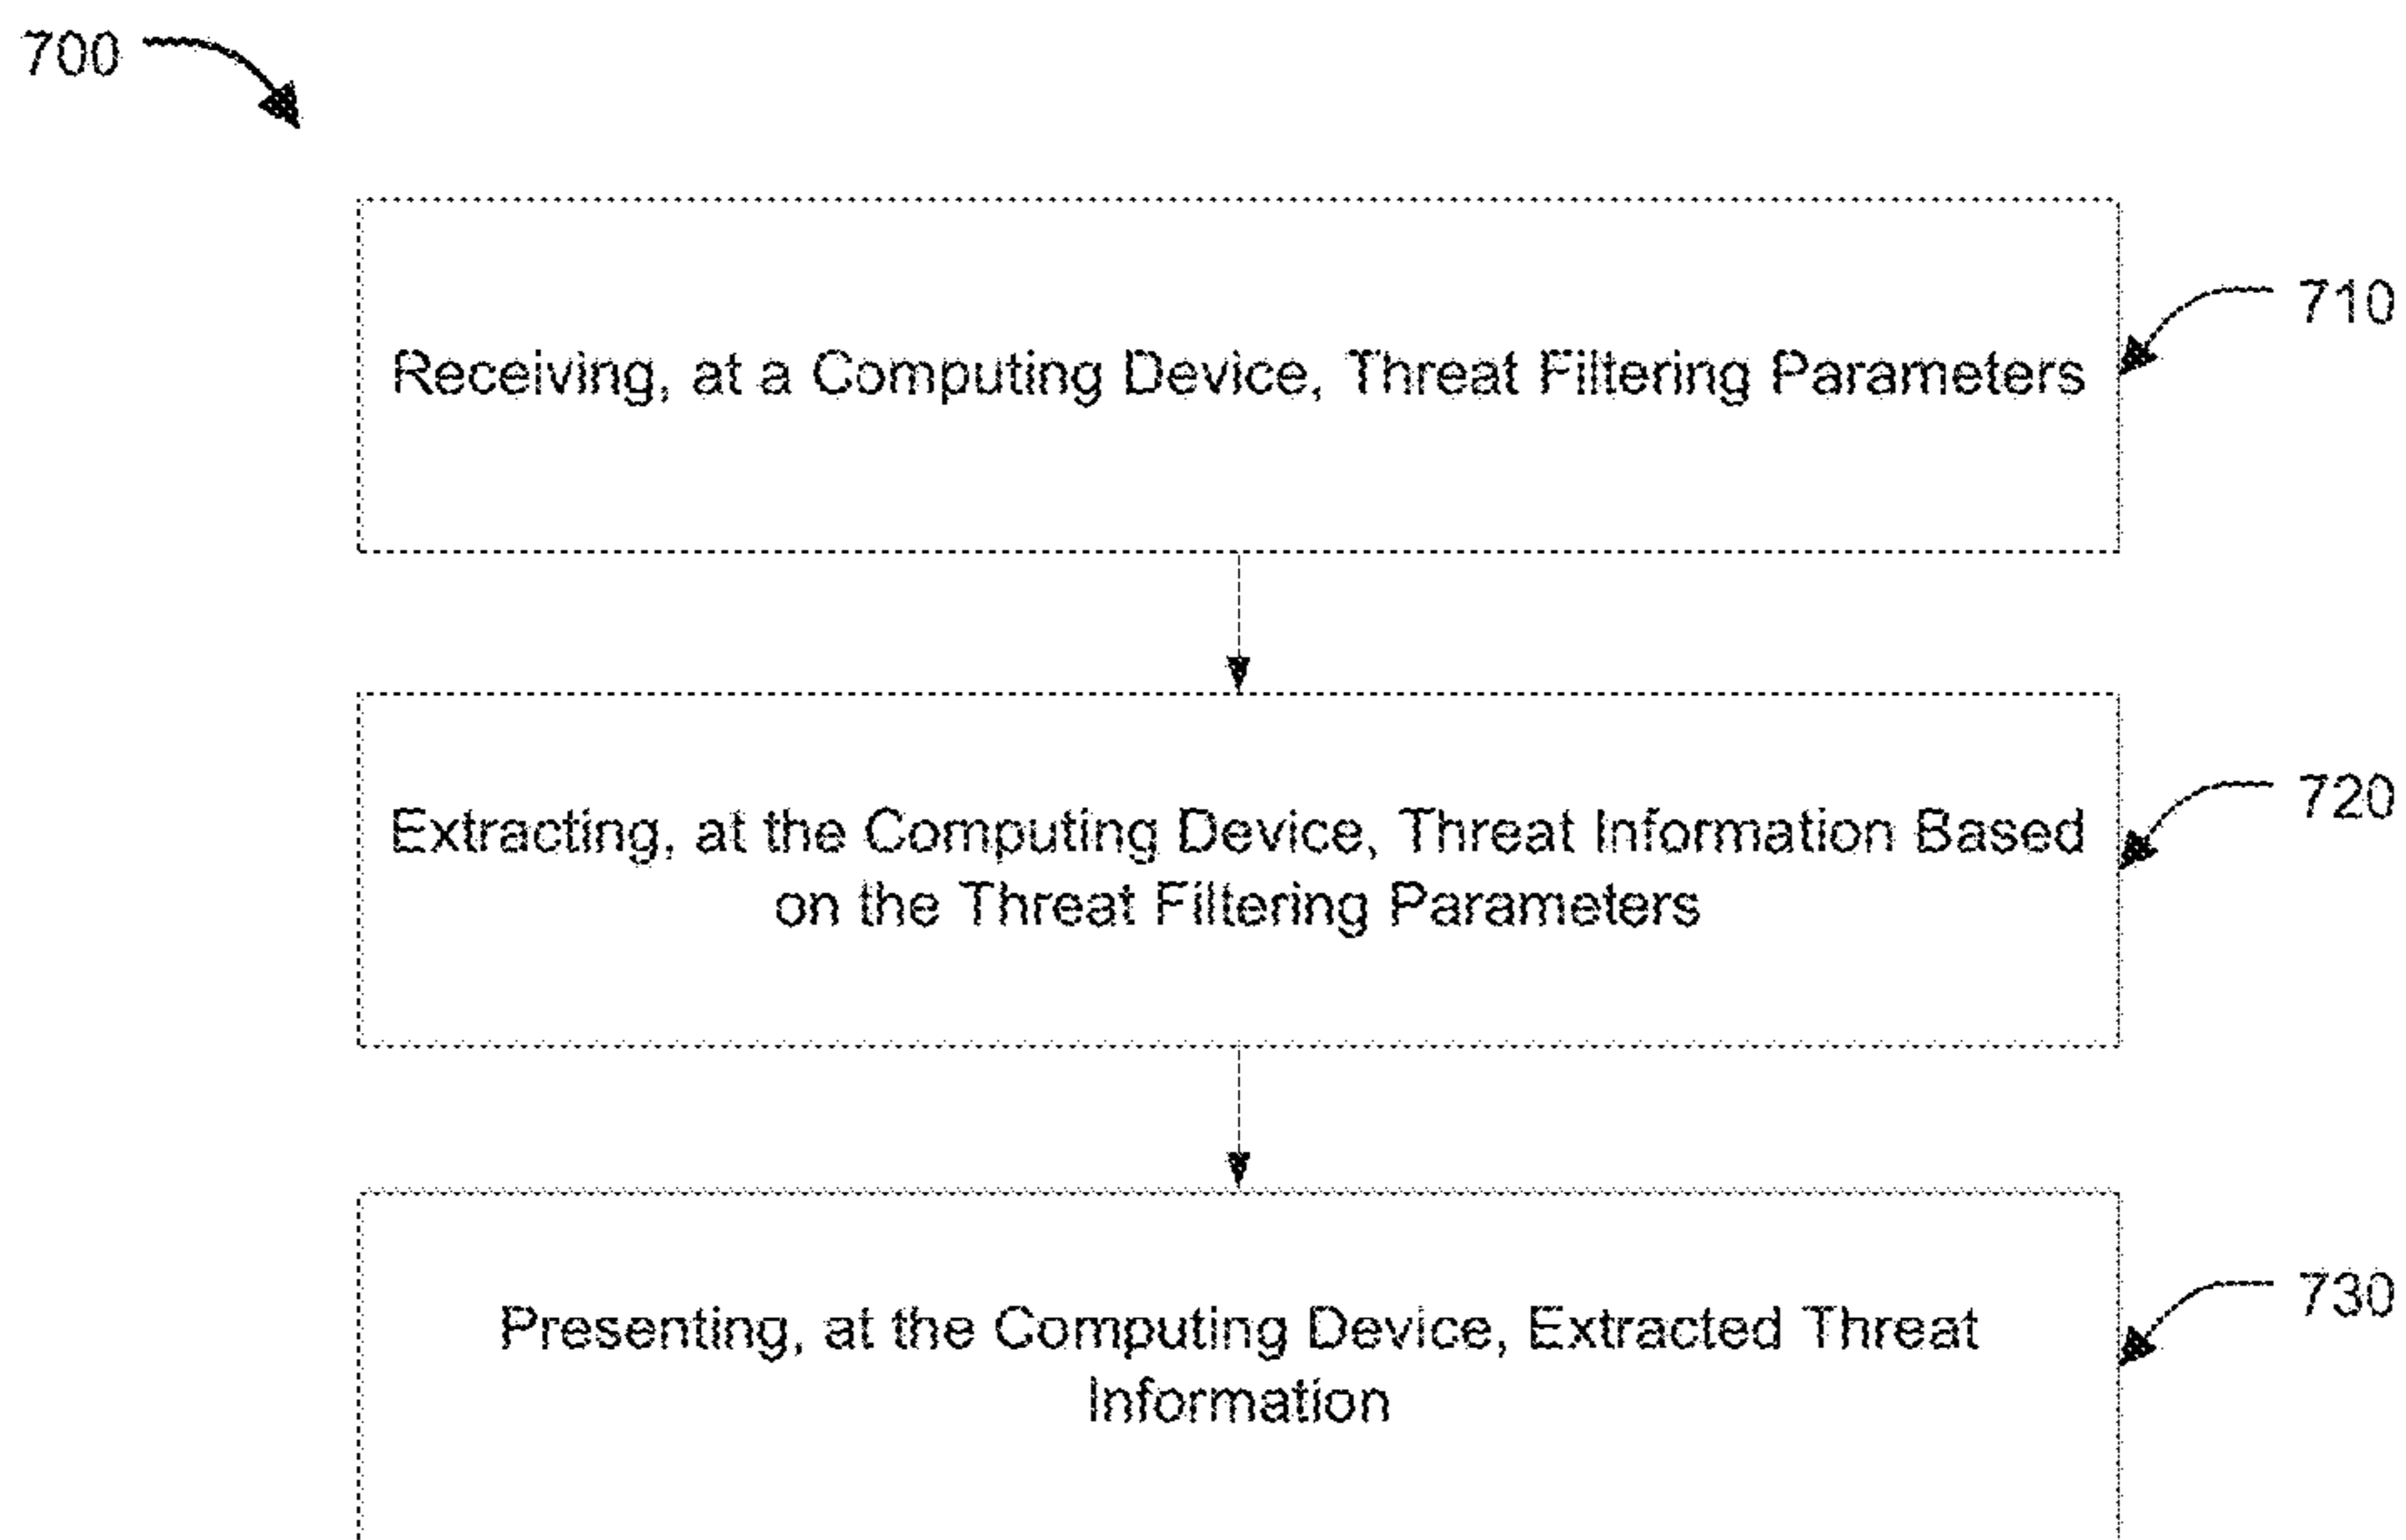 700
Receiving, at a Computing Device, Threat Filtering Parameters
710
Extracting, at the Computing Device, Threat Information Based
on the Threat Filtering Parameters
720
Presenting, at the Computing Device, Extracted Threat
Information
730